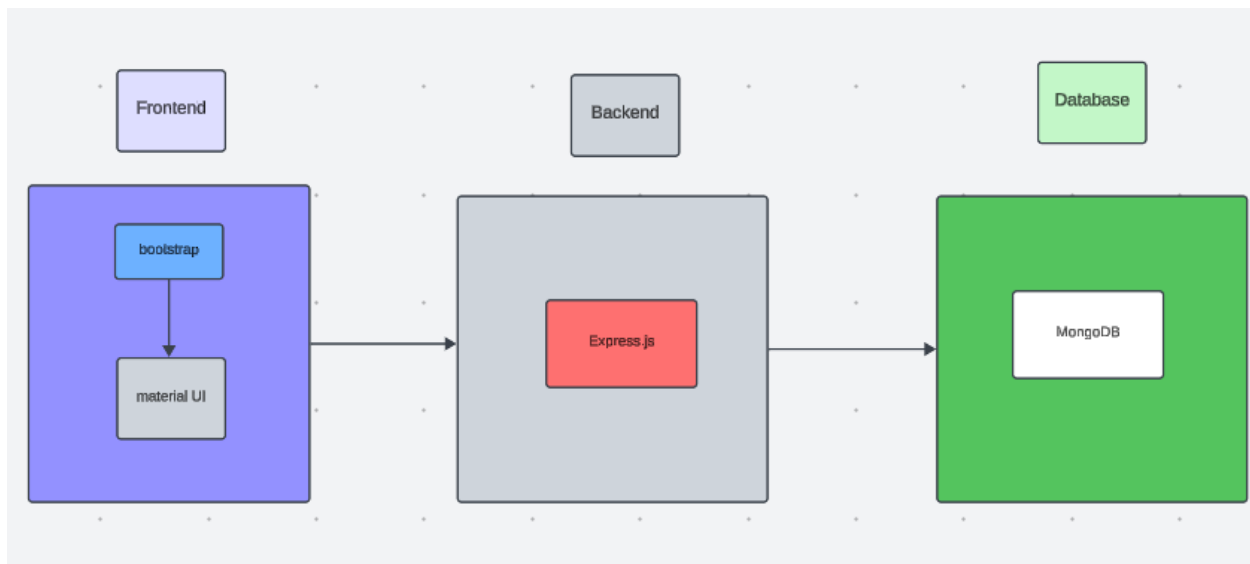 Frontend
Backend
Database
bootstrap
material UI
Express.js
MongoDB